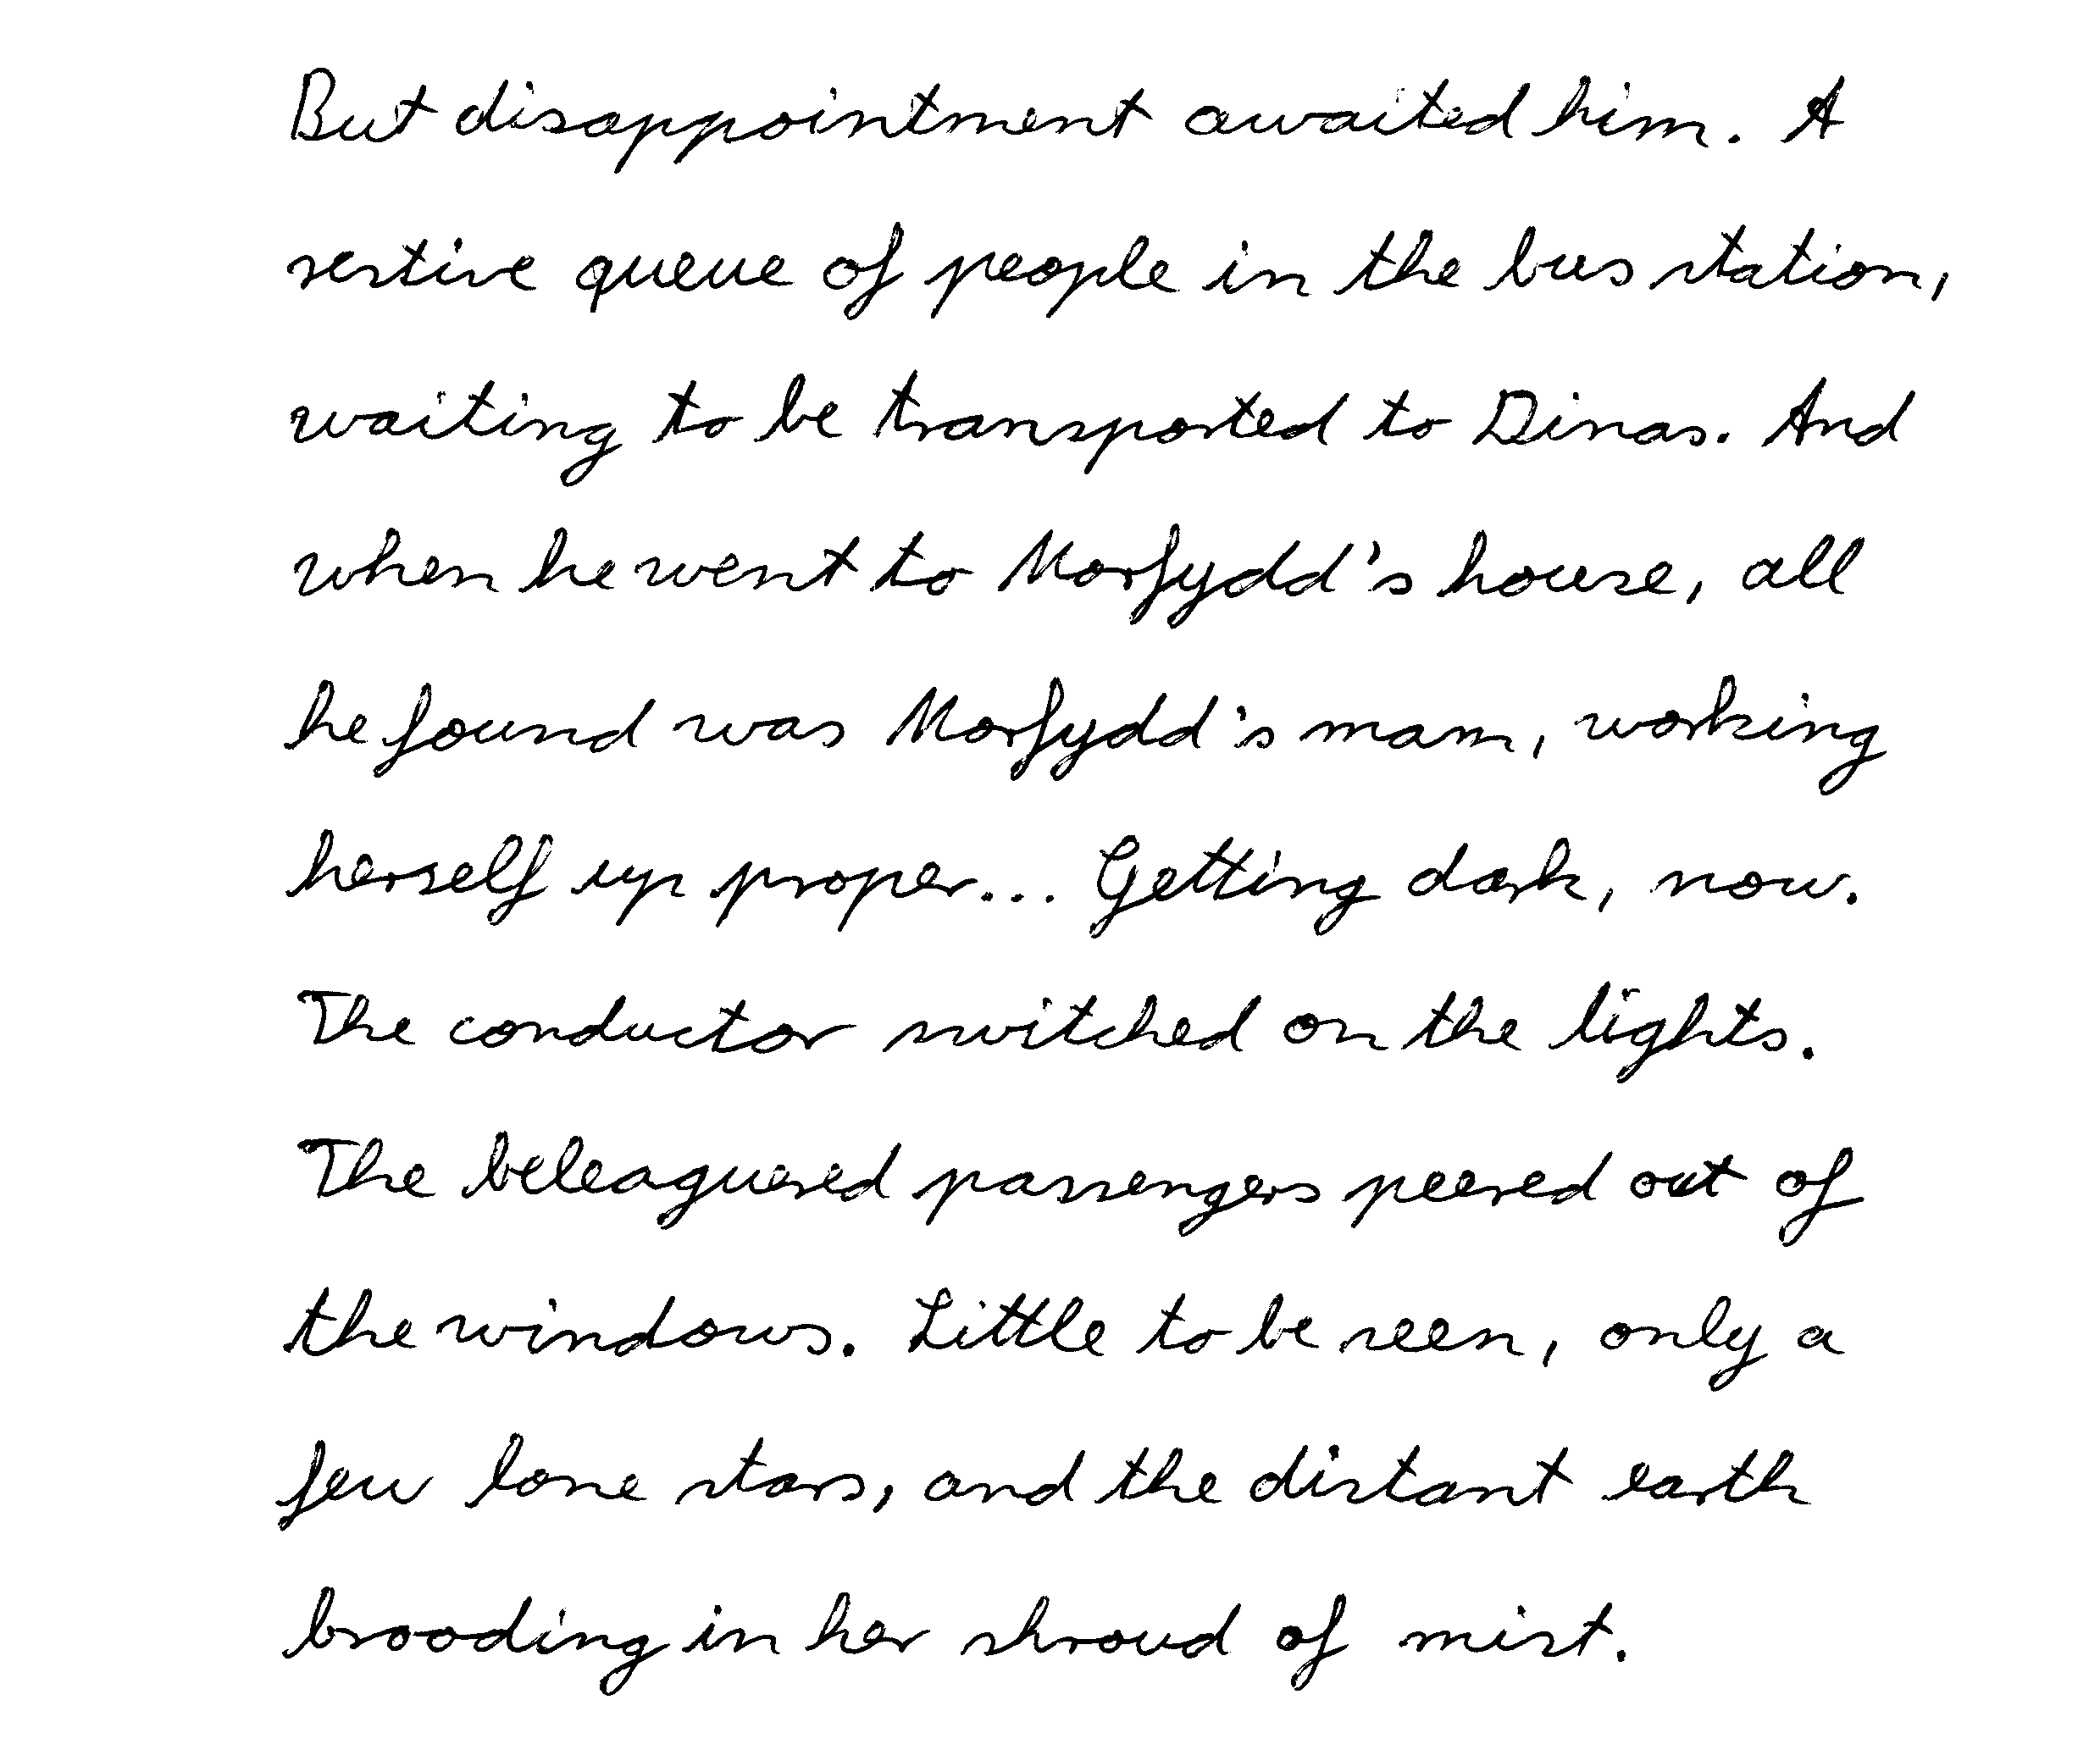 But disappointment awaited him. A
restive queue of people in the bus station,
waiting to be transported to Dinas. And
when he went to Morfydd's house, all
he found was Morfydd's mam, working
herself up proper... Getting dark, now.
The conductor switched on the lights.
The beleaguered passengers peered out of
the windows. Little to be seen, only a
few lone stars, and the distant earth
brooding in her shroud of mist.